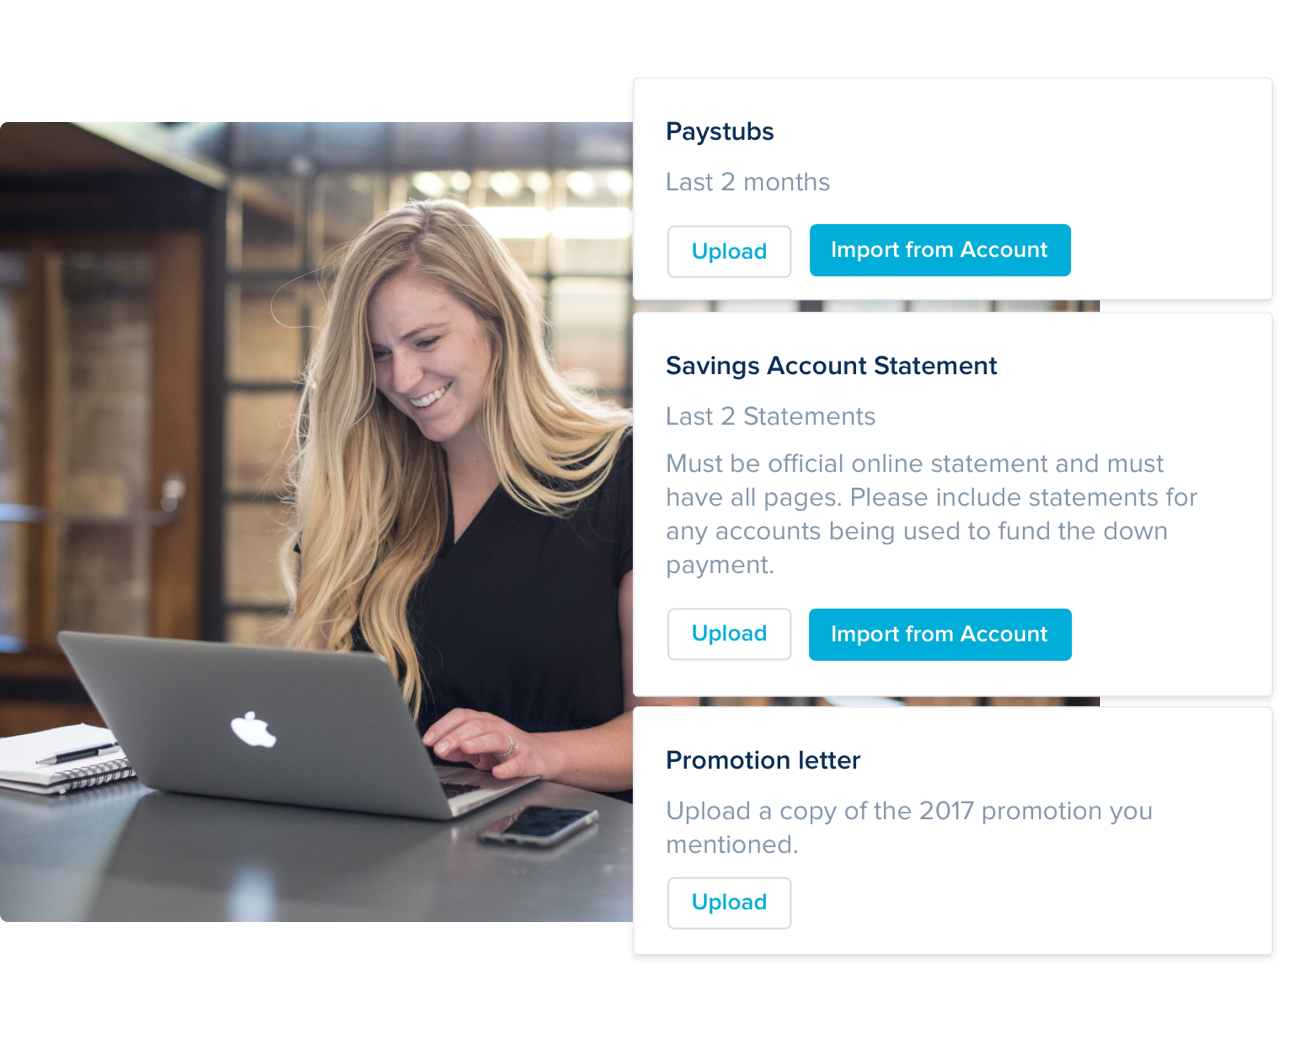 Paystubs
Last 2 months
Upload
Import from Account
Savings Account Statement
Last 2 Statements
Must be official online statement and must
have all pages. Please include statements for
any accounts being used to fund the down
payment.
Upload
Import from Account
Promotion letter
Upload a copy of the 2017 promotion you
mentioned.
Upload